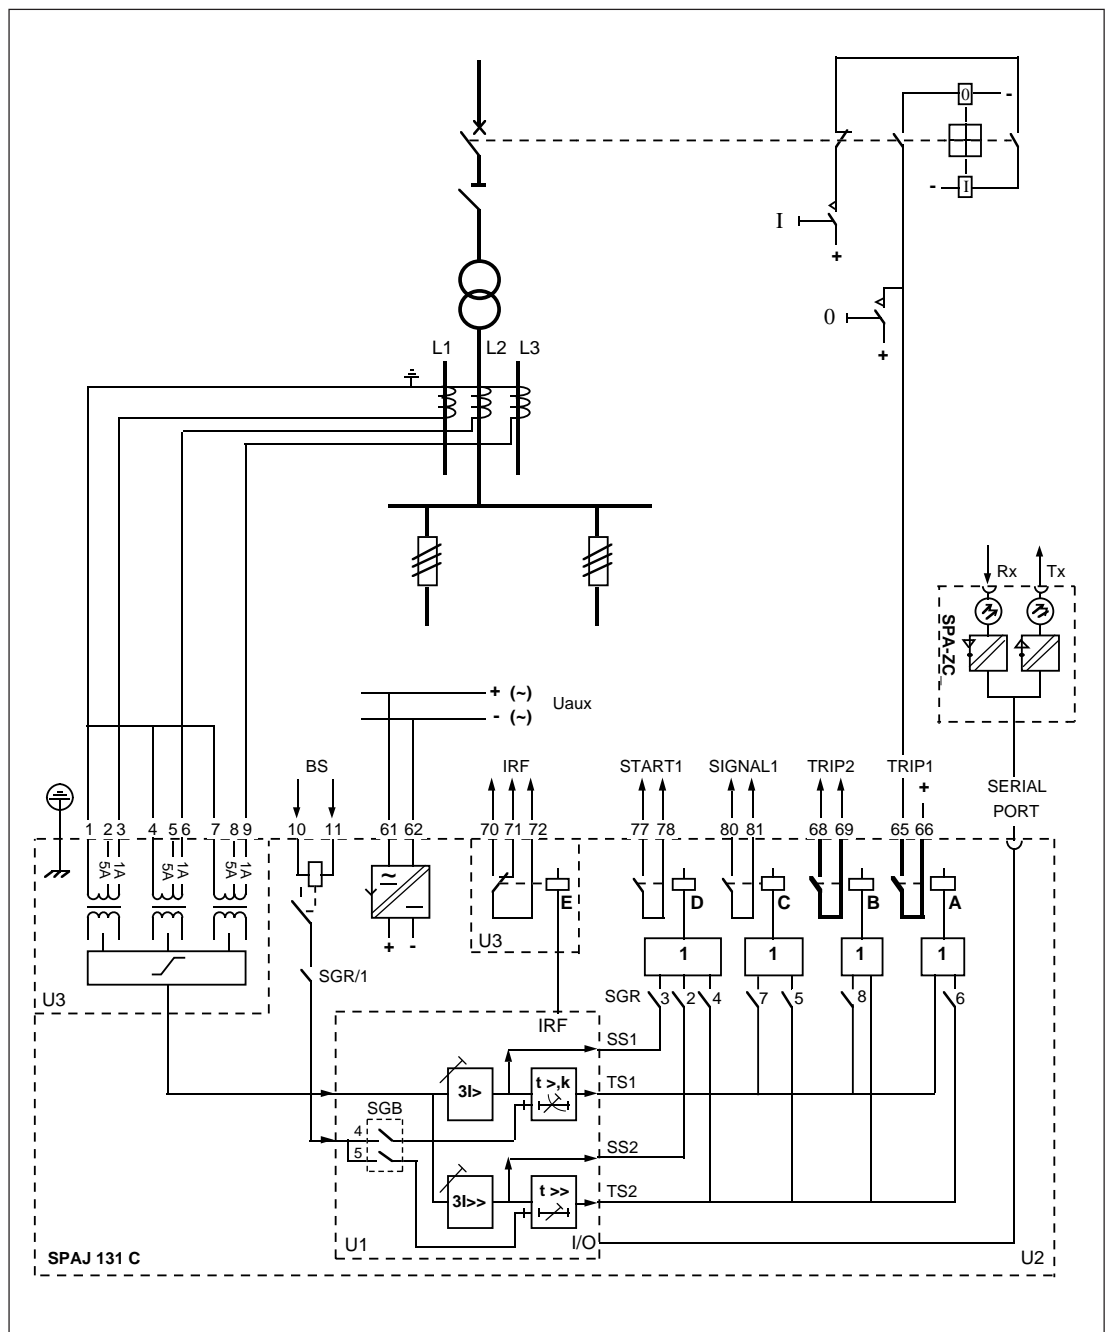 0 -
- I
I
+
0
+
L1 L2 L3
Rx Tx
SPA-ZC
+ (~)
- (~)
Uaux
BS IRF START1 SIGNAL1 TRIP2 TRIP1
+
SERIAL
PORT
1 2 3 4 5 6 7 8 9 10 11 61 62 70 71 72 77 78 80 81 68 69 65 66
5A 1A 5A 1A 5A 1A
E D C B A
+ -
U3
1 1 1 1
SGR/1
U3
SGR 3 2 4 7 5 8 6
IRF
SS1
3I> t >,k TS1
SGB
4
5
SS2
3I>> t >> TS2
U1 I/O
SPAJ 131 C
U2